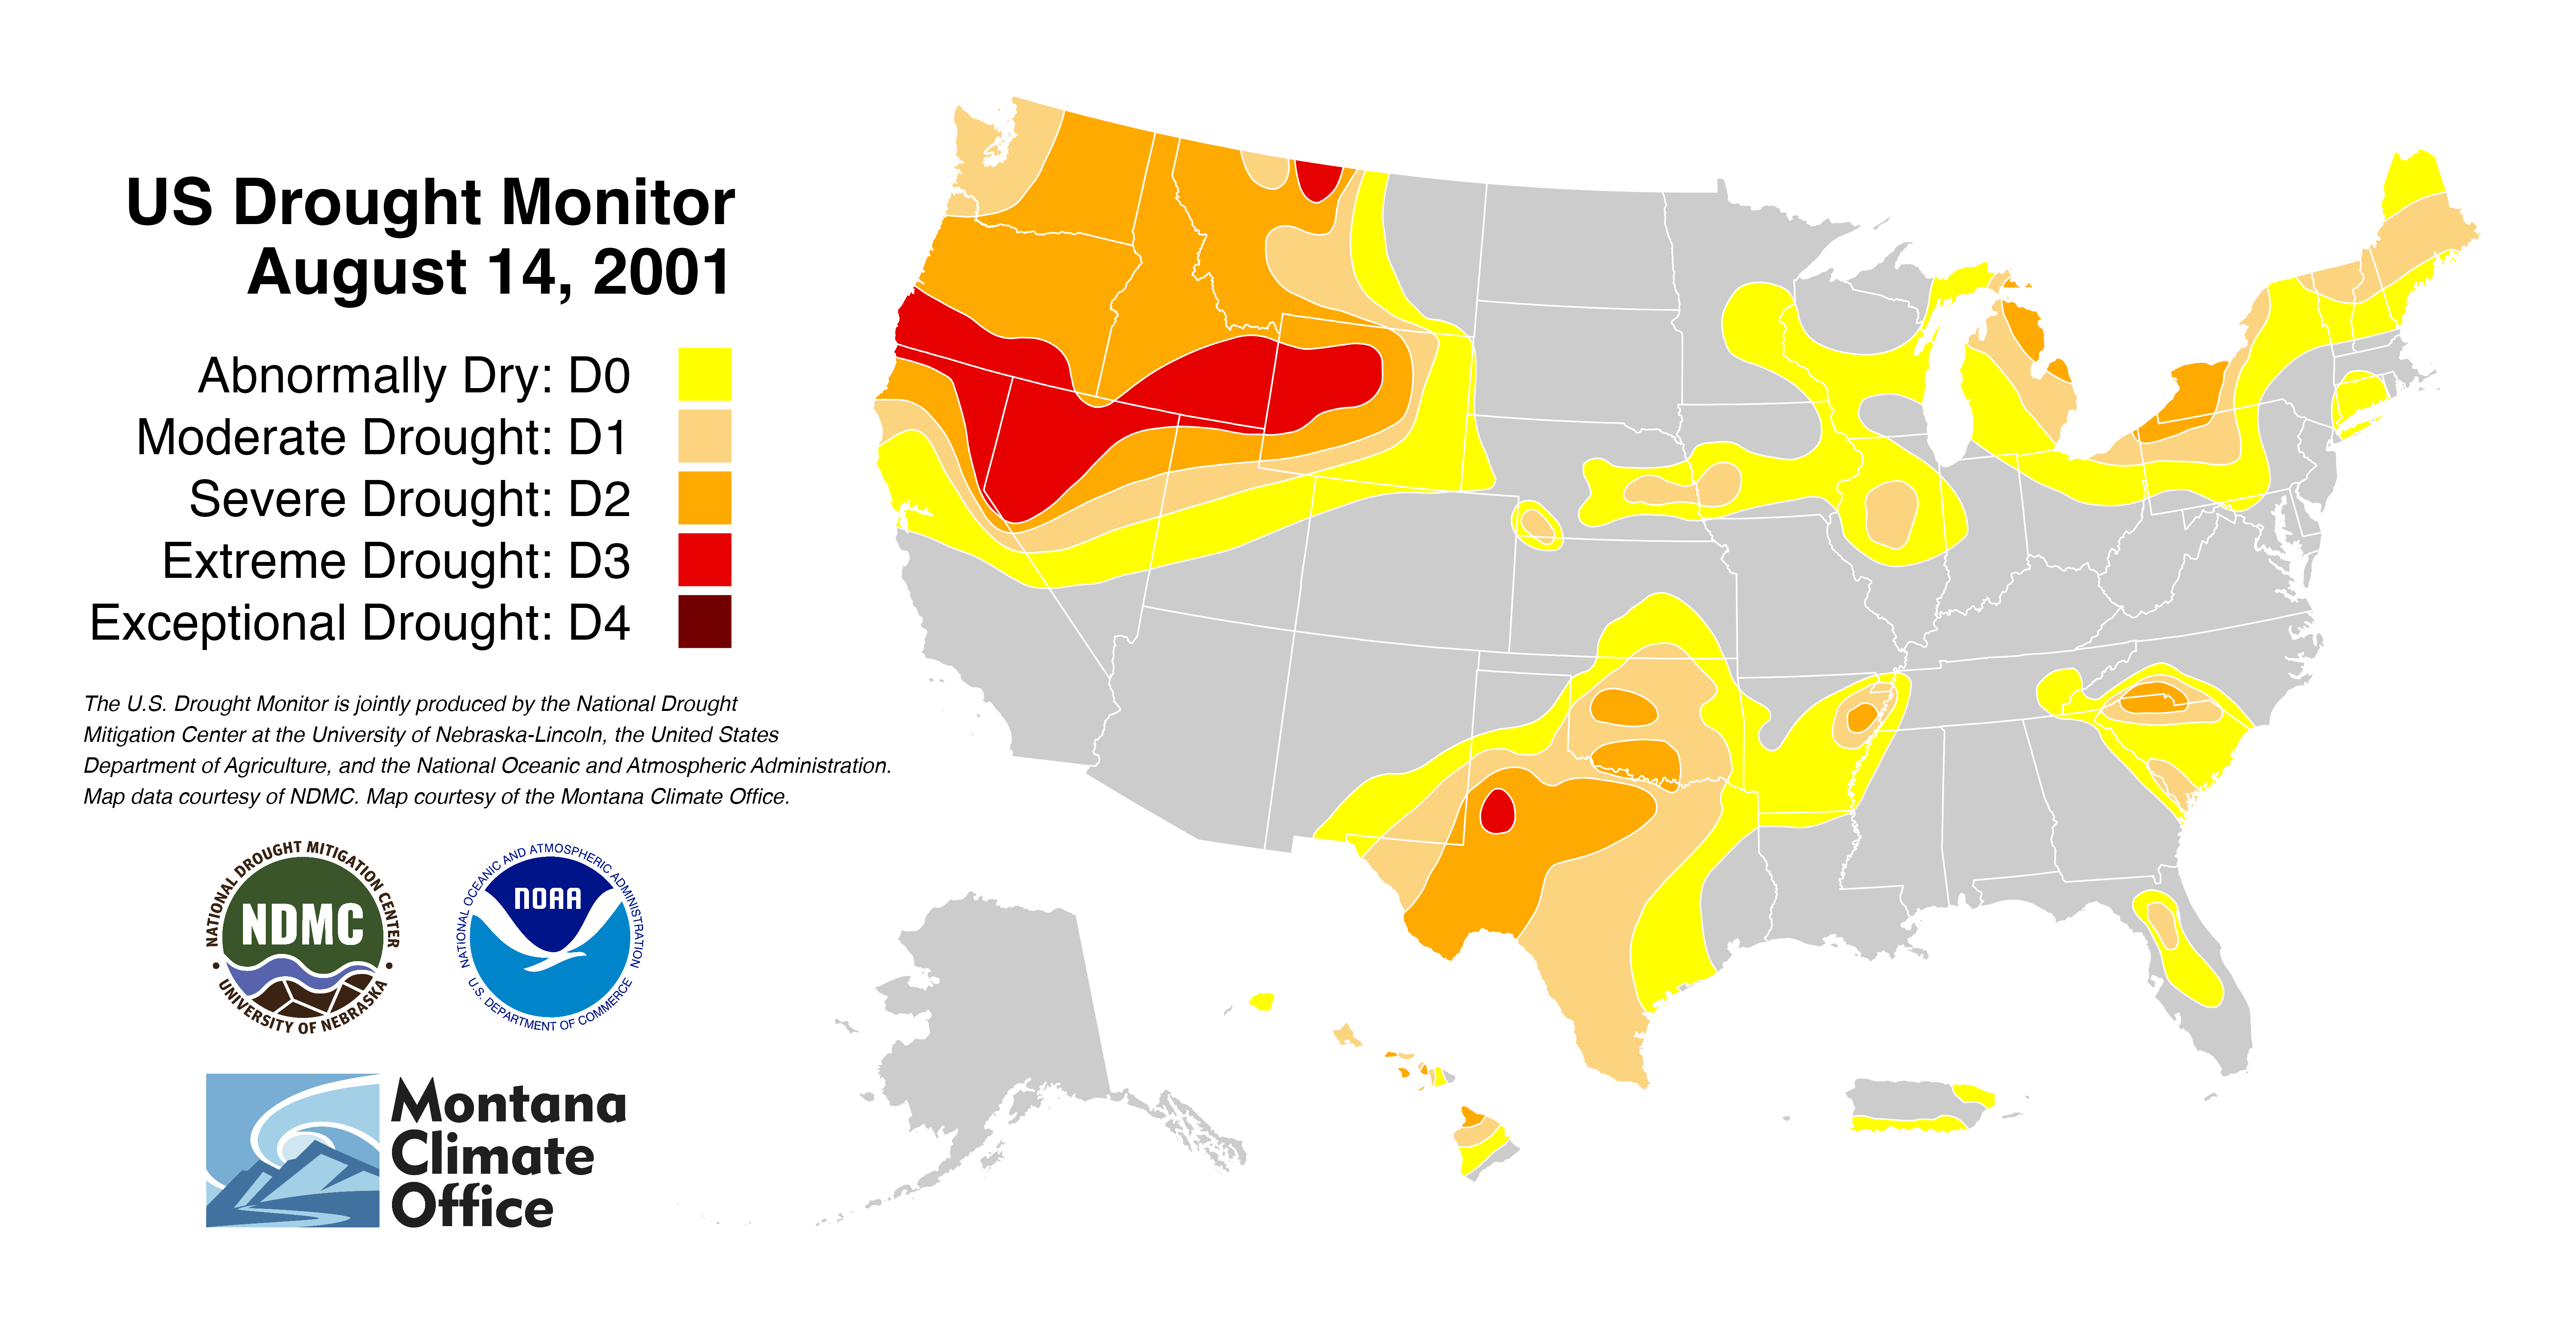 US Drought Monitor
August 14, 2001
Abnormally Dry: D0
Moderate Drought: D1
Severe Drought: D2
Extreme Drought: D3
Exceptional Drought: D4
The U.S. Drought Monitor is jointly produced by the National Drought
Mitigation Center at the University of Nebraska-Lincoln, the United States
Department of Agriculture, and the National Oceanic and Atmospheric Administration.
Map data courtesy of NDMC. Map courtesy of the Montana Climate Office.
NATIONAL DROUGHT MITIGATION CENTER
NDMC
• UNIVERSITY OF NEBRASKA •
NATIONAL OCEANIC AND ATMOSPHERIC ADMINISTRATION
NOAA
U.S. DEPARTMENT OF COMMERCE
Montana
Climate
Office